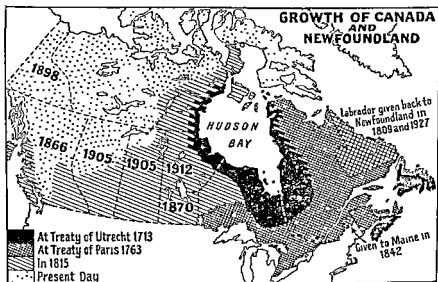 GROWTH OF CANADA
AND
NEWFOUNDLAND
1898
Labrador given back to
Newfoundland in
1809 and 1927
HUDSON
BAY
1866
1905
1905
1912
1870
At Treaty of Utrecht 1713
At Treaty of Paris 1763
In 1815
Present Day
Given to Maine in
1842